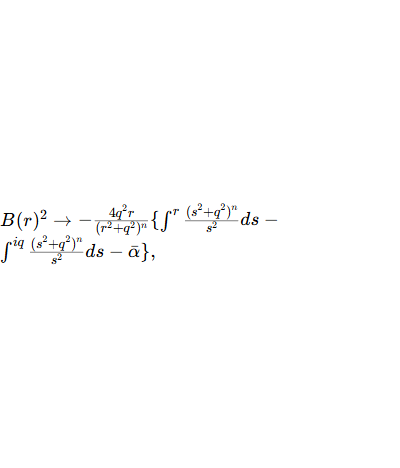 $B(r)^2 \to -\frac{4q^2r}{(r^2+q^2)^n}\{\int^r \frac{(s^2+q^2)^n}{s^2}ds -$
$\int^{iq} \frac{(s^2+q^2)^n}{s^2}ds - \bar{\alpha}\},$